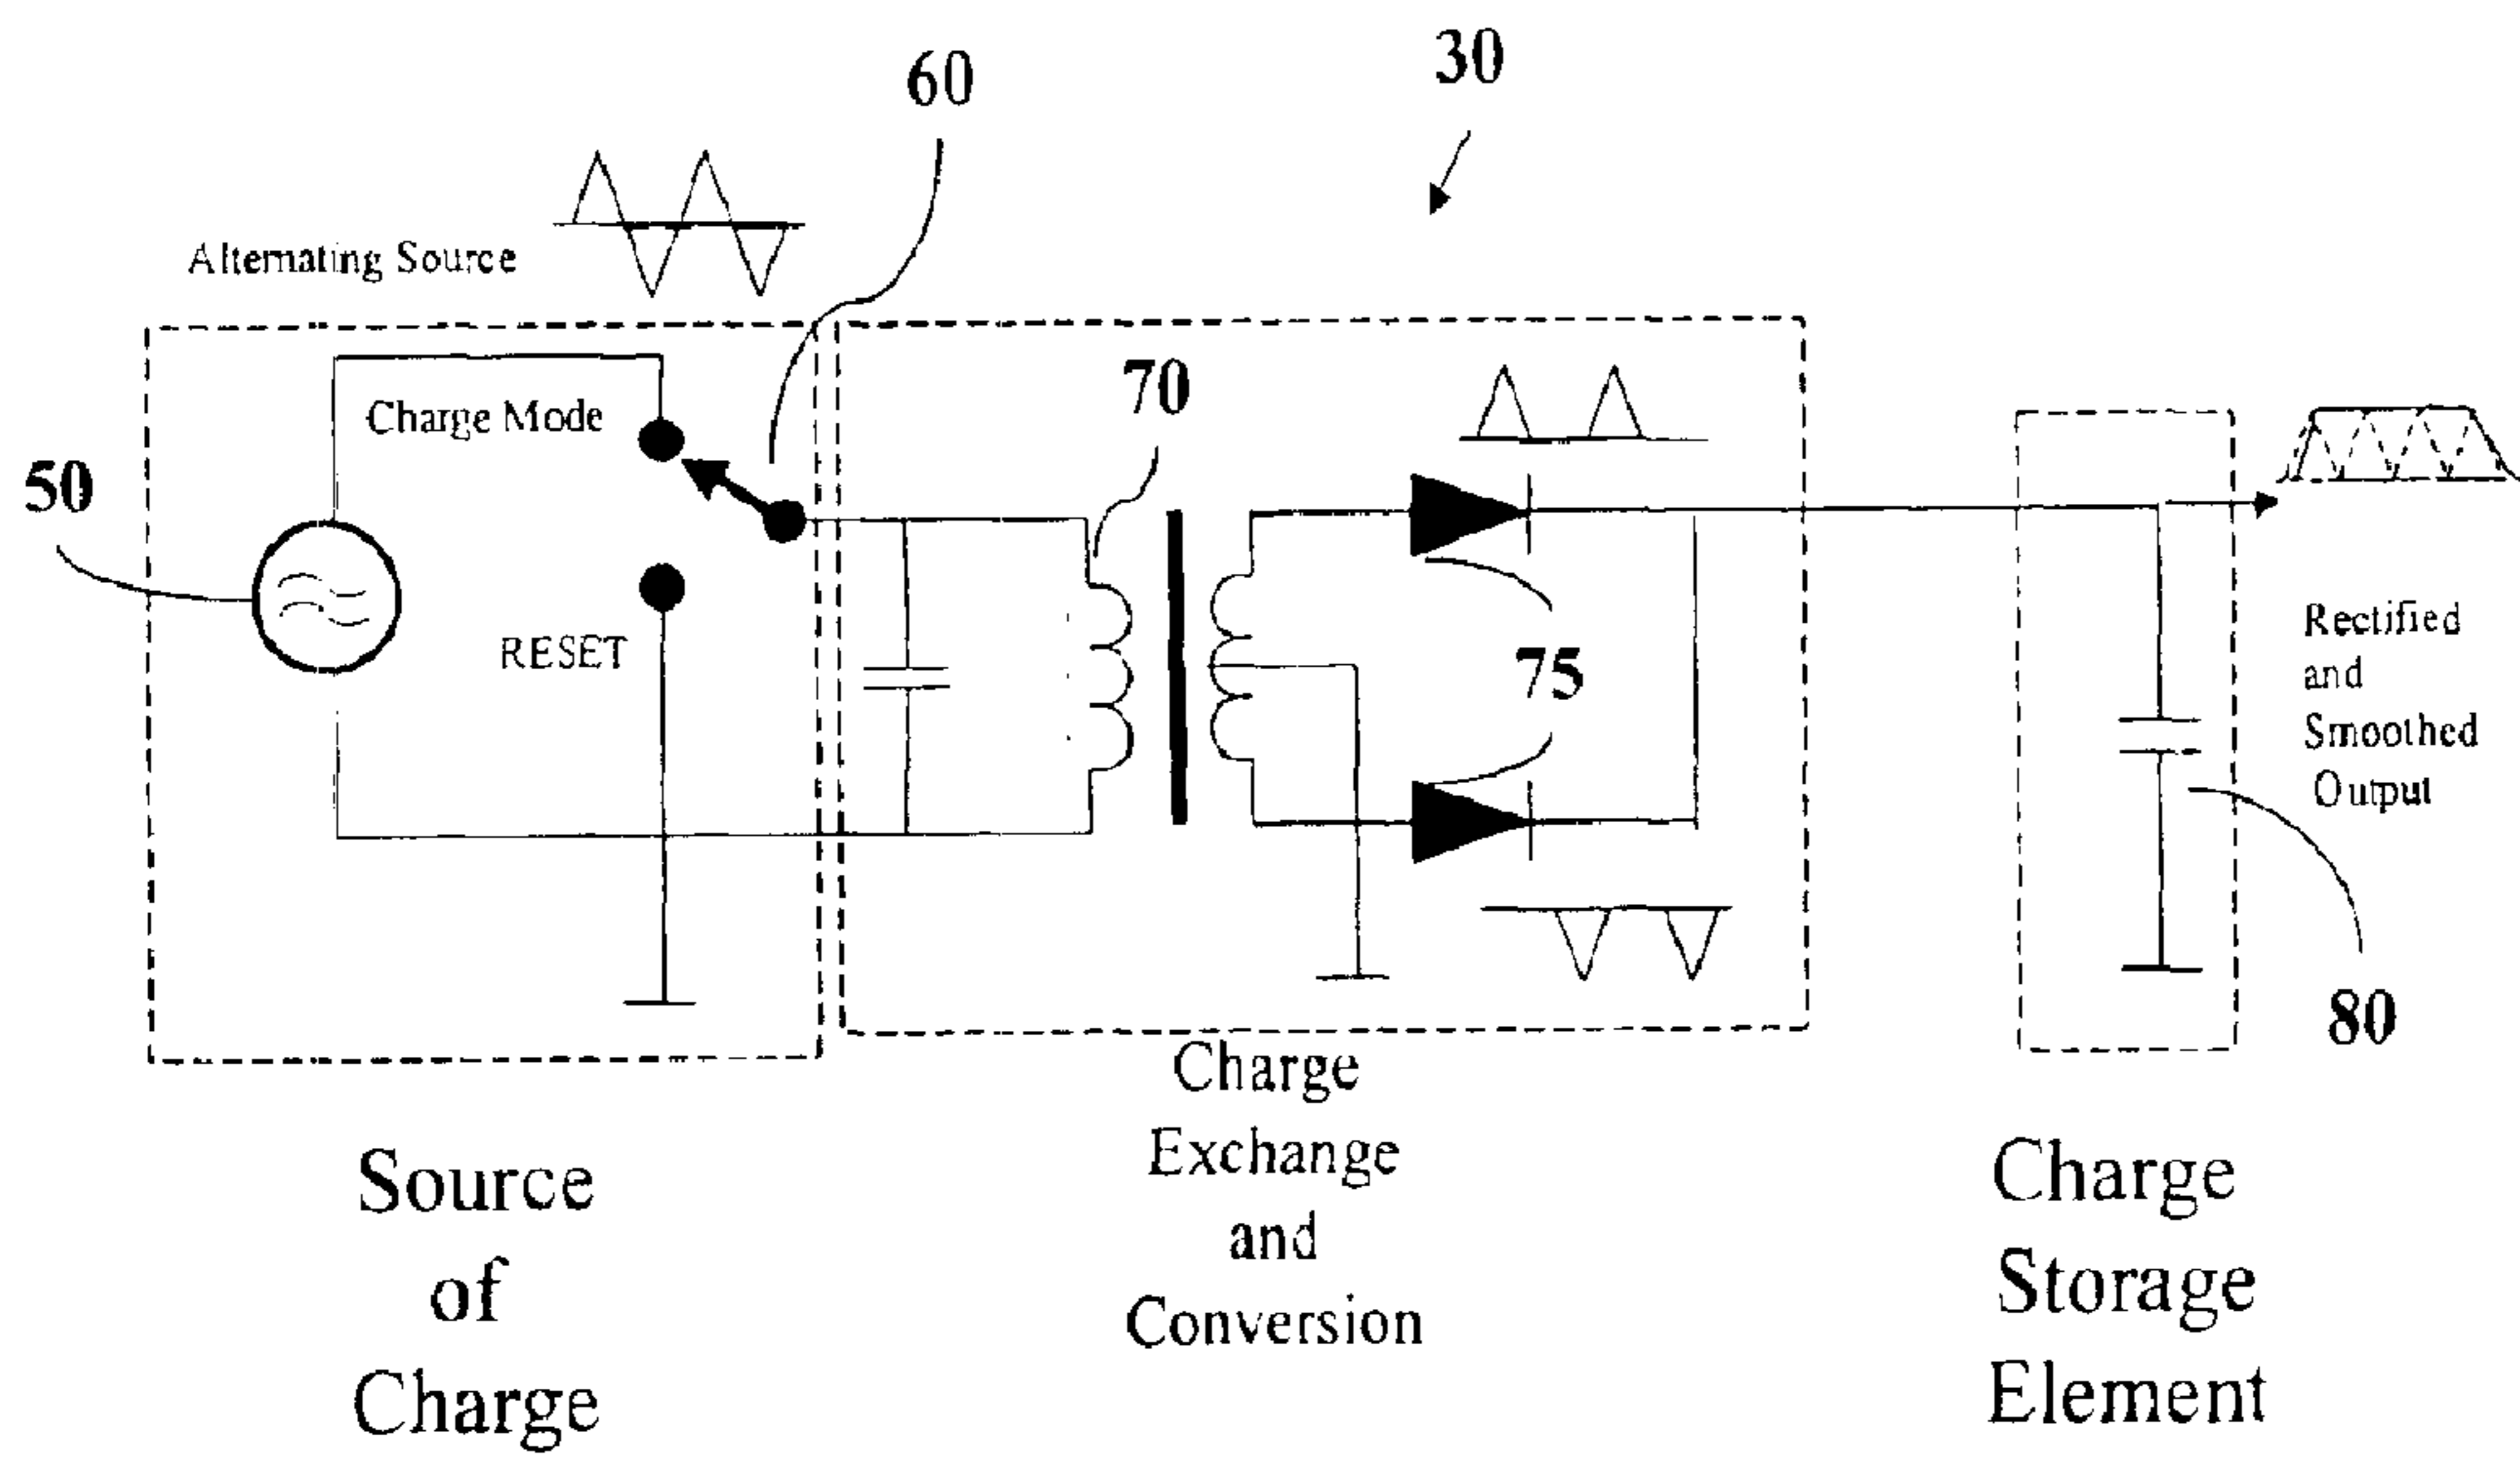 60
30
Alternating Source
70
Charge Mode
50
RESET
75
Rectified
and
Smoothed
Output
80
Source
of
Charge
Charge
Exchange
and
Conversion
Charge
Storage
Element